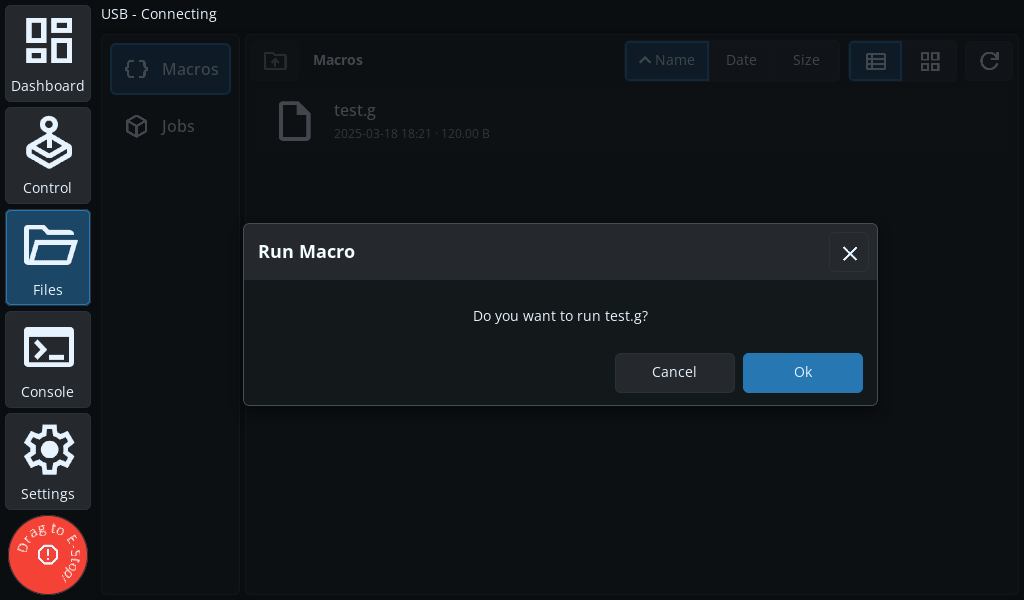 USB - Connecting
Dashboard
Control
Files
Console
Settings
Drag to E-Stop!
Macros
Jobs
Macros
Name
Date
Size
test.g
2025-03-18 18:21 · 120.00 B
Run Macro
Do you want to run test.g?
Cancel
Ok